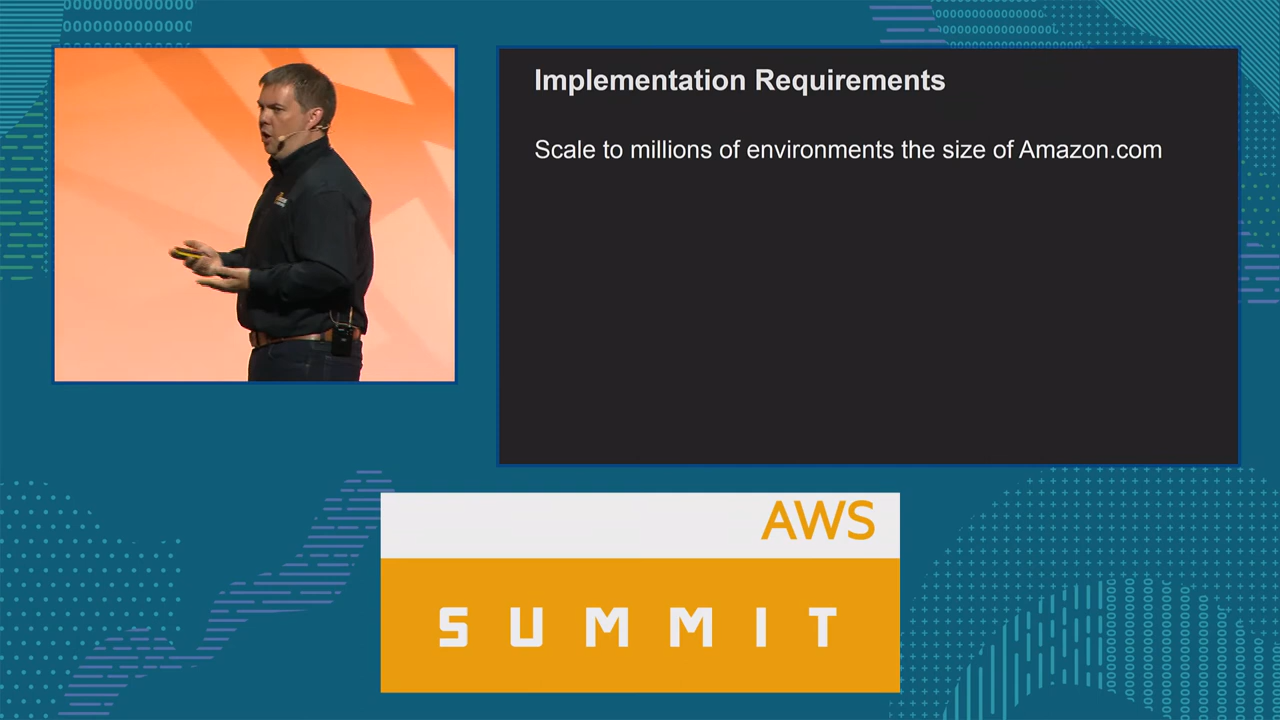 Implementation Requirements
Scale to millions of environments the size of Amazon.com
AWS
SUMMIT